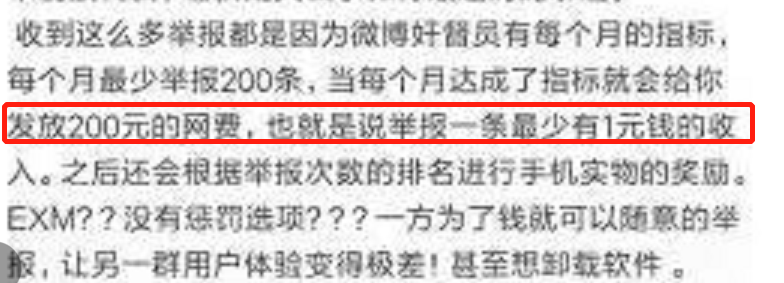 收到这么多举报都是因为微博奸督员有每个月的指标，
每个月最少举报200条，当每个月达成了指标就会给你
发放200元的网费，也就是说举报一条最少有1元钱的收
入。之后还会根据举报次数的排名进行手机实物的奖励。
EXM??没有惩罚选项???一方为了钱就可以随意的举
报，让另一群用户体验变得极差！甚至想卸载软件。